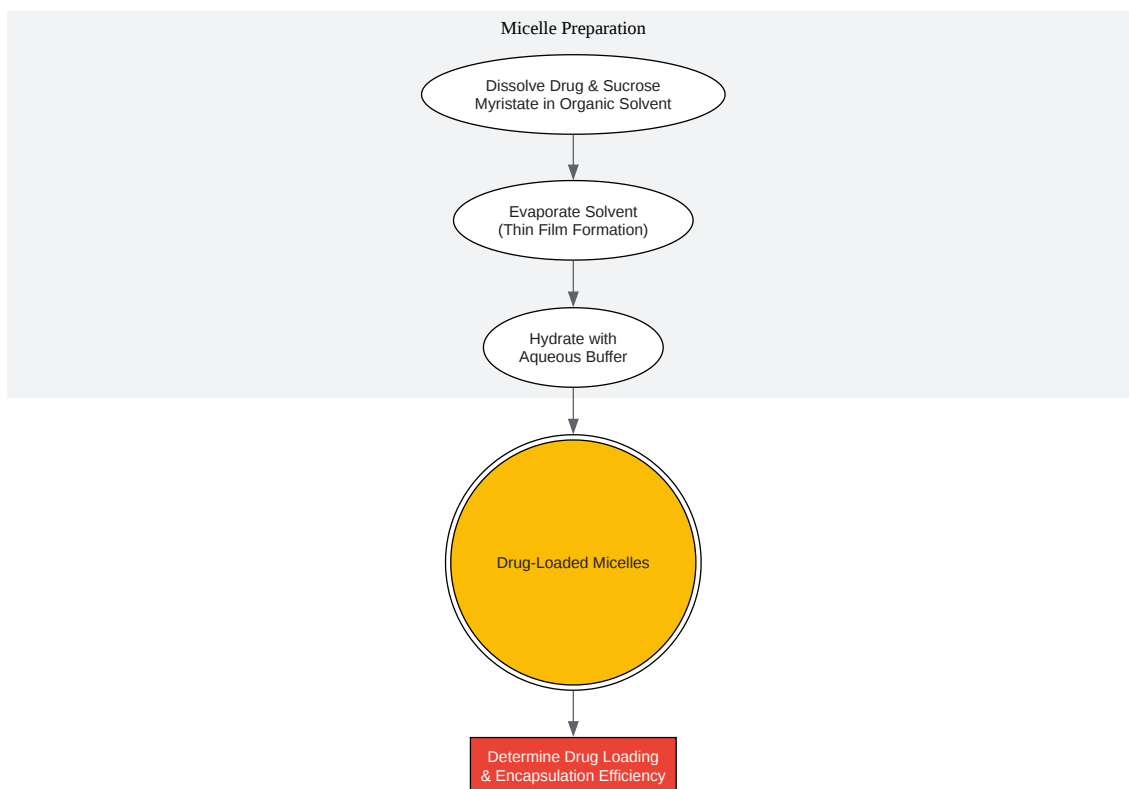 Micelle Preparation
Dissolve Drug & Sucrose
Myristate in Organic Solvent
Evaporate Solvent
(Thin Film Formation)
Hydrate with
Aqueous Buffer
Drug-Loaded Micelles
Determine Drug Loading
& Encapsulation Efficiency